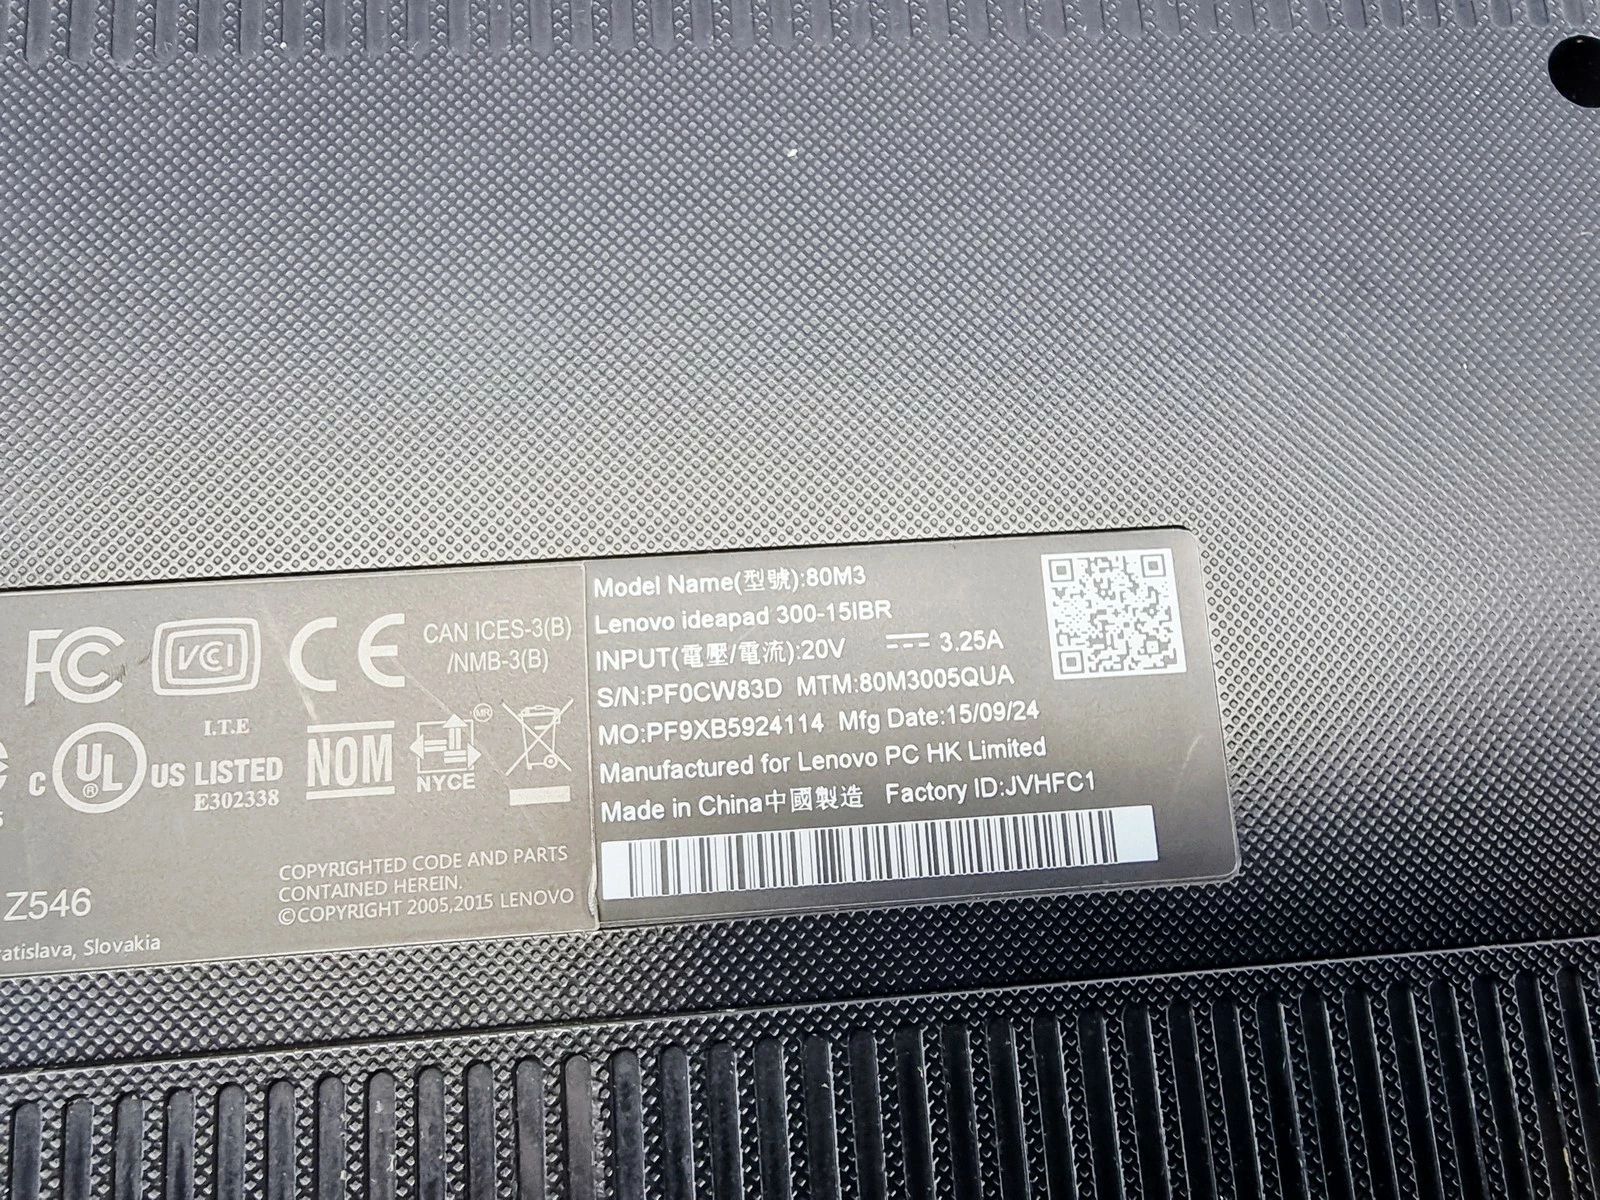 FC VCI CE CAN ICES-3(B)
/NMB-3(B)
I.T.E
C UL® US LISTED
E302338
NOM
NYCE MR
COPYRIGHTED CODE AND PARTS
CONTAINED HEREIN.
©COPYRIGHT 2005,2015 LENOVO
Z546
atislava, Slovakia
Model Name(型號):80M3
Lenovo ideapad 300-15IBR
INPUT(電壓/電流):20V 3.25A
S/N:PF0CW83D MTM:80M3005QUA
MO:PF9XB5924114 Mfg Date:15/09/24
Manufactured for Lenovo PC HK Limited
Made in China中國製造 Factory ID:JVHFC1